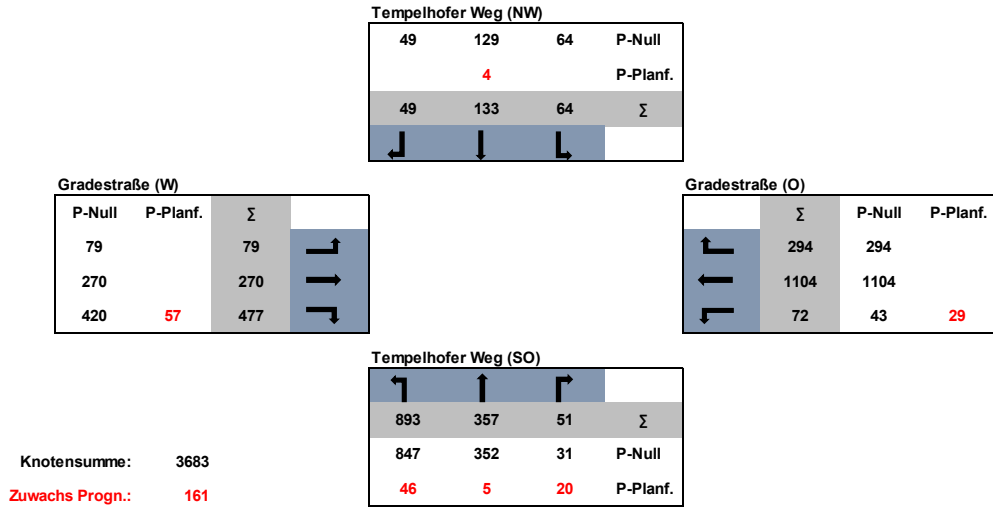 Tempelhofer Weg (NW)
49 129 64 P-Null
4 P-Planf.
49 133 64 Σ
Gradestraße (W)
P-Null P-Planf. Σ
79 79
270 270
420 57 477
Gradestraße (O)
Σ P-Null P-Planf.
294 294
1104 1104
72 43 29
Tempelhofer Weg (SO)
893 357 51 Σ
847 352 31 P-Null
46 5 20 P-Planf.
Knotensumme: 3683
Zuwachs Progn.: 161